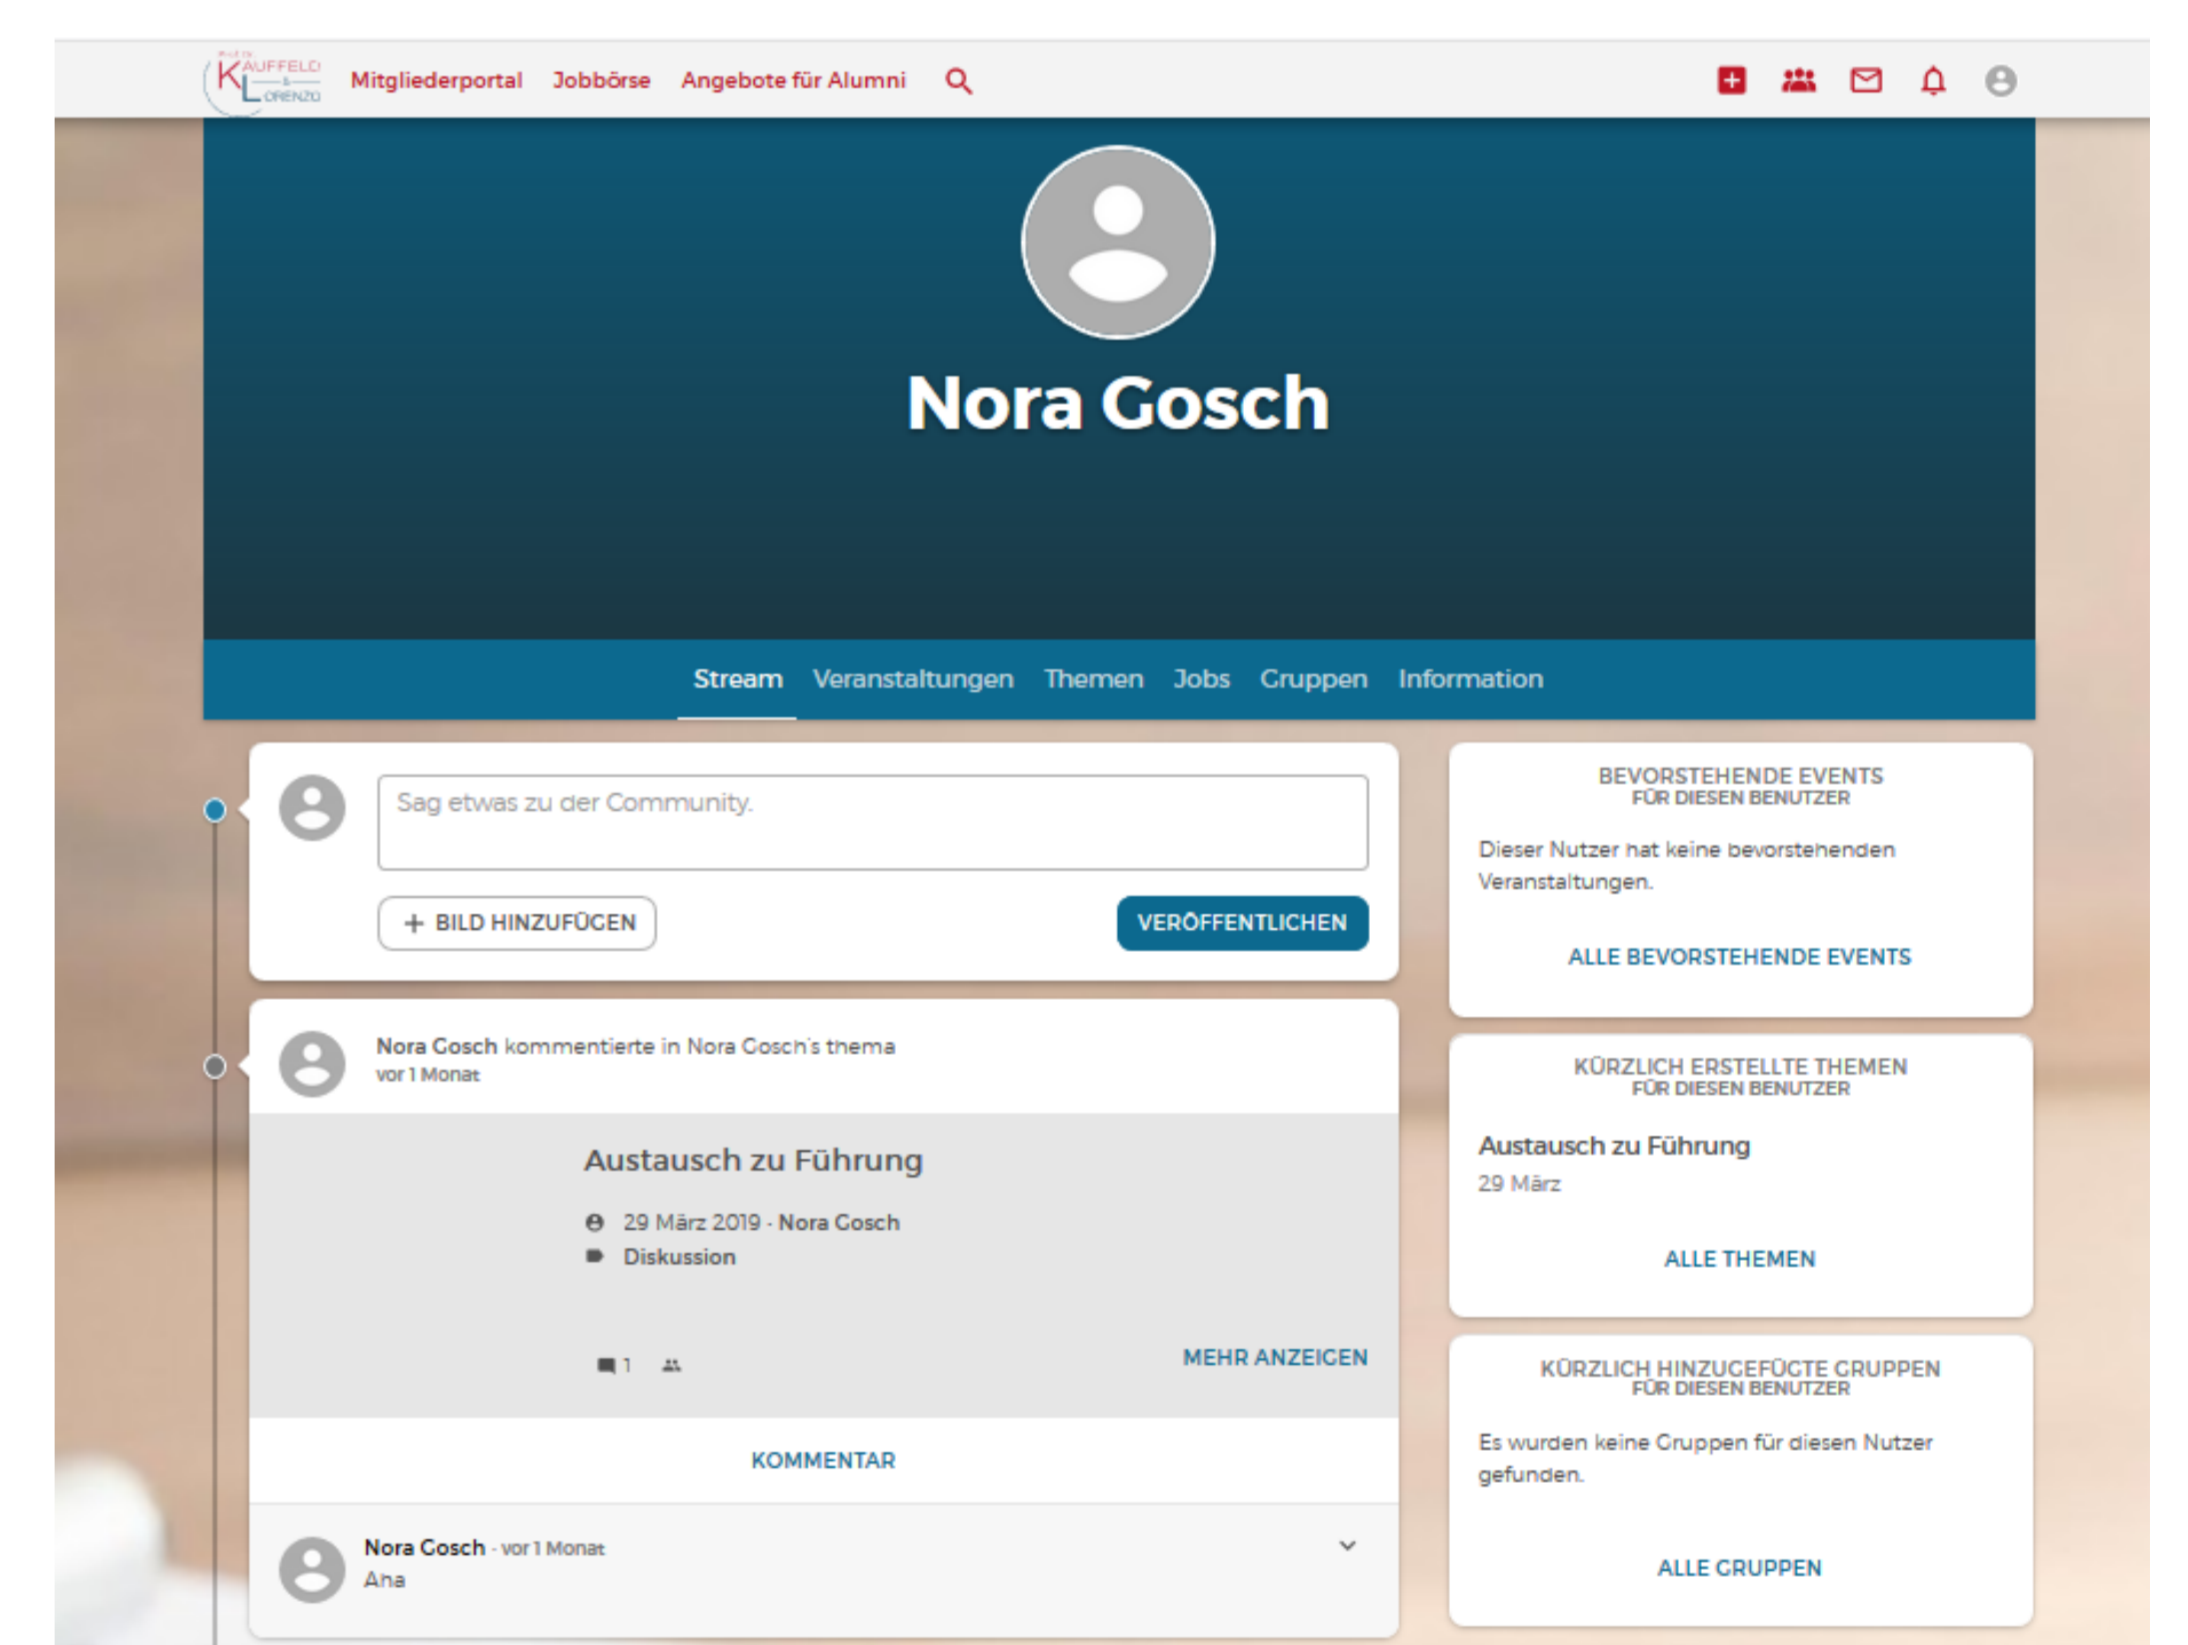 KAUFFELD
&
LORENZO
Mitgliederportal Jobbörse Angebote für Alumni
Nora Gosch
Stream Veranstaltungen Themen Jobs Gruppen Information
Sag etwas zu der Community.
+ BILD HINZUFÜGEN
VERÖFFENTLICHEN
Nora Gosch kommentierte in Nora Gosch's thema
vor 1 Monat
Austausch zu Führung
29 März 2019 - Nora Gosch
Diskussion
1
MEHR ANZEIGEN
KOMMENTAR
Nora Gosch - vor 1 Monat
Aha
BEVORSTEHENDE EVENTS
FÜR DIESEN BENUTZER
Dieser Nutzer hat keine bevorstehenden
Veranstaltungen.
ALLE BEVORSTEHENDE EVENTS
KÜRZLICH ERSTELLTE THEMEN
FÜR DIESEN BENUTZER
Austausch zu Führung
29 März
ALLE THEMEN
KÜRZLICH HINZUGEFÜGTE GRUPPEN
FÜR DIESEN BENUTZER
Es wurden keine Gruppen für diesen Nutzer
gefunden.
ALLE GRUPPEN